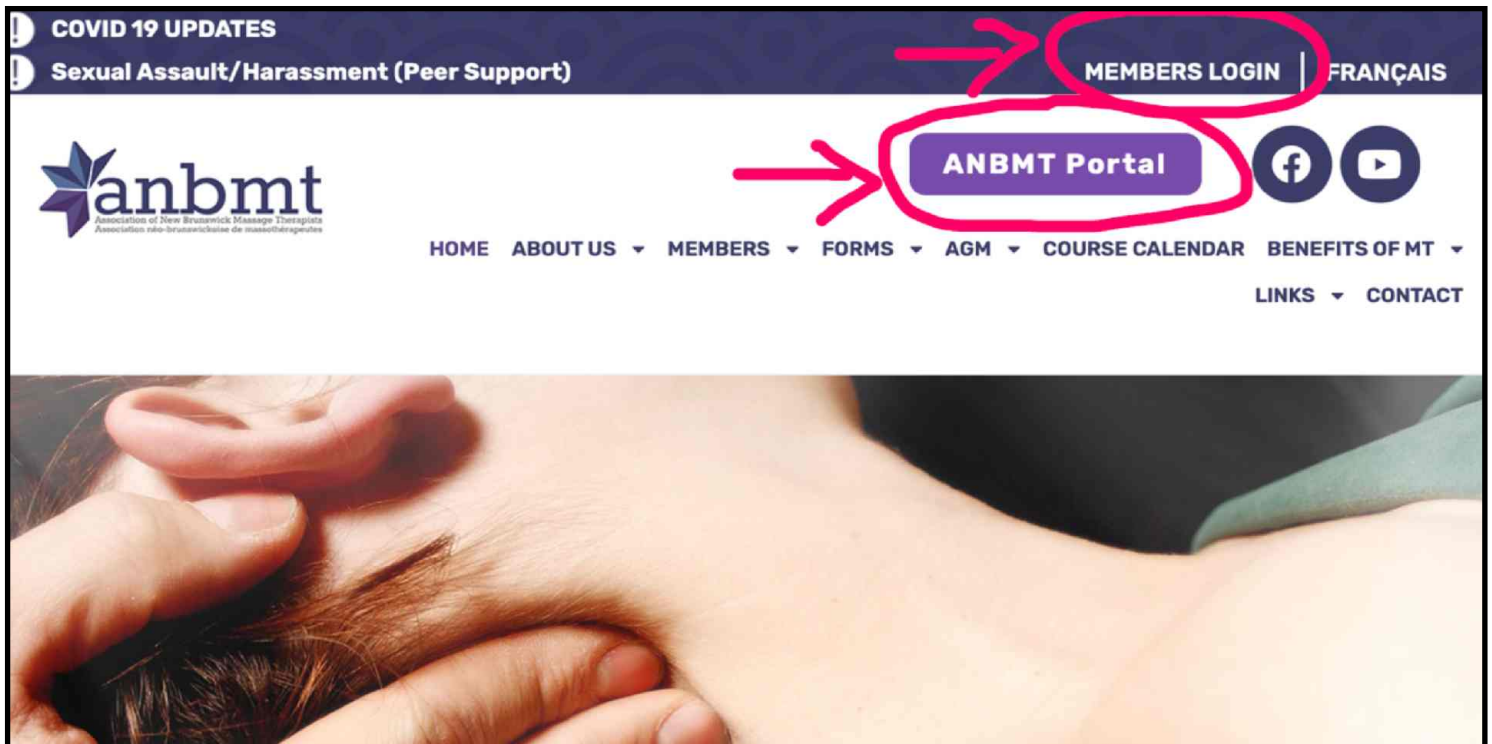 COVID 19 UPDATES
Sexual Assault/Harassment (Peer Support)
MEMBERS LOGIN
FRANÇAIS
anbmt
Association of New Brunswick Massage Therapists
Association néo-brunswickoise de massothérapeutes
ANBMT Portal
HOME ABOUT US MEMBERS FORMS AGM COURSE CALENDAR BENEFITS OF MT
LINKS CONTACT